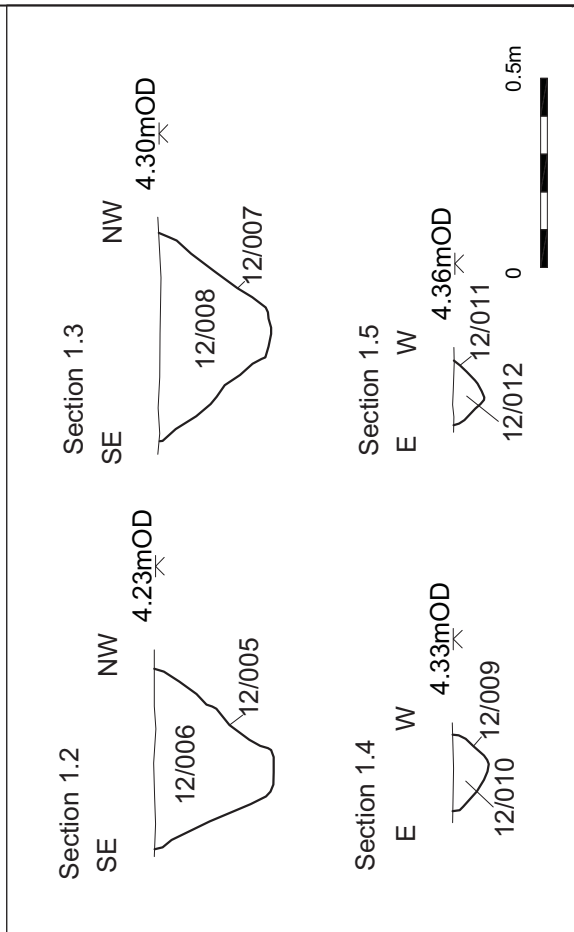 Section 1.2
SE
NW
4.23mOD
12/006
12/005
Section 1.3
SE
NW
4.30mOD
12/008
12/007
Section 1.4
E
W
4.33mOD
12/009
12/010
Section 1.5
E
W
4.36mOD
12/011
12/012
0
0.5m